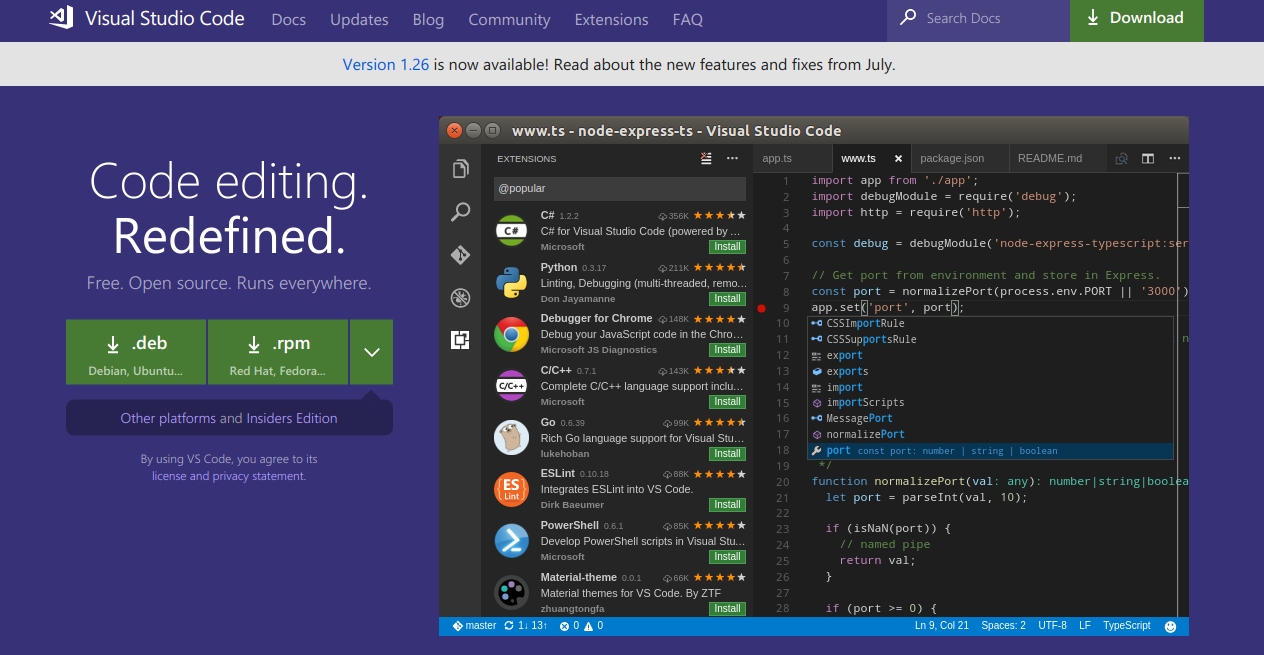 Visual Studio Code Docs Updates Blog Community Extensions FAQ Search Docs Download
Version 1.26 is now available! Read about the new features and fixes from July.
Code editing.
Redefined.
Free. Open source. Runs everywhere.
.deb
Debian, Ubuntu...
.rpm
Red Hat, Fedora...
Other platforms and Insiders Edition
By using VS Code, you agree to its
license and privacy statement.
www.ts - node-express-ts - Visual Studio Code
EXTENSIONS
@popular
C# 1.2.2 356K
C# for Visual Studio Code (powered by ...
Microsoft Install
C#
Python 0.3.17 211K
Linting, Debugging (multi-threaded, remo...
Don Jayamanne Install
Debugger for Chrome 148K
Debug your JavaScript code in the Chro...
Microsoft JS Diagnostics Install
C/C++ 0.7.1 143K
Complete C/C++ language support inclu...
Microsoft Install
C/C++
Go 0.6.39 99K
Rich Go language support for Visual Stu...
lukehoban Install
ESLint 0.10.18 88K
Integrates ESLint into VS Code.
Dirk Baeumer Install
ES
Lint
PowerShell 0.6.1 85K
Develop PowerShell scripts in Visual Stu...
Microsoft Install
Material-theme 0.0.1 66K
Material themes for VS Code. By ZTF
zhuangtongfa Install
app.ts www.ts package.json README.md
1 import app from './app';
2 import debugModule = require('debug');
3 import http = require('http');
4
5 const debug = debugModule('node-express-typescript:ser
6
7 // Get port from environment and store in Express.
8 const port = normalizePort(process.env.PORT || '3000')
9 app.set('port', port);
10 CSSImportRule
11 CSSSupportsRule n
12 export
13 exports
14 import
15 importScripts
16 MessagePort
17 normalizePort
18 port const port: number | string | boolean
19 */
20 function normalizePort(val: any): number|string|boolea
21 let port = parseInt(val, 10);
22
23 if (isNaN(port)) {
24 // named pipe
25 return val;
26 }
27
28 if (port >= 0) {
master 1↓ 13↑ 0 0 Ln 9, Col 21 Spaces: 2 UTF-8 LF TypeScript